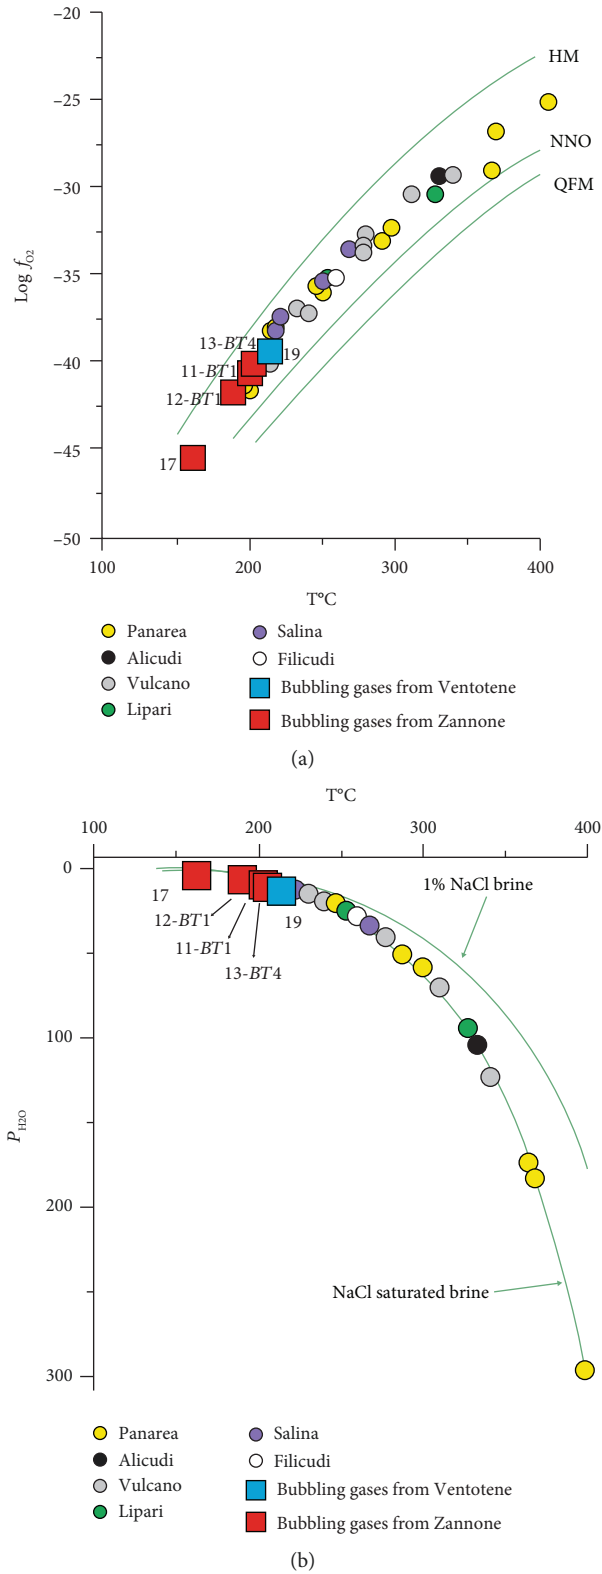 −20
HM
−25
NNO
−30
QFM
Log fO2
−35
13-BT4
19
−40
11-BT1
12-BT1
−45
17
−50
100
200
300
400
T°C
Panarea
Salina
Alicudi
Filicudi
Vulcano
Bubbling gases from Ventotene
Lipari
Bubbling gases from Zannone
(a)
T°C
100
200
300
400
0
1% NaCl brine
17
12-BT1
19
11-BT1
13-BT4
100
PH2O
200
NaCl saturated brine
300
Panarea
Salina
Alicudi
Filicudi
Vulcano
Bubbling gases from Ventotene
Lipari
Bubbling gases from Zannone
(b)